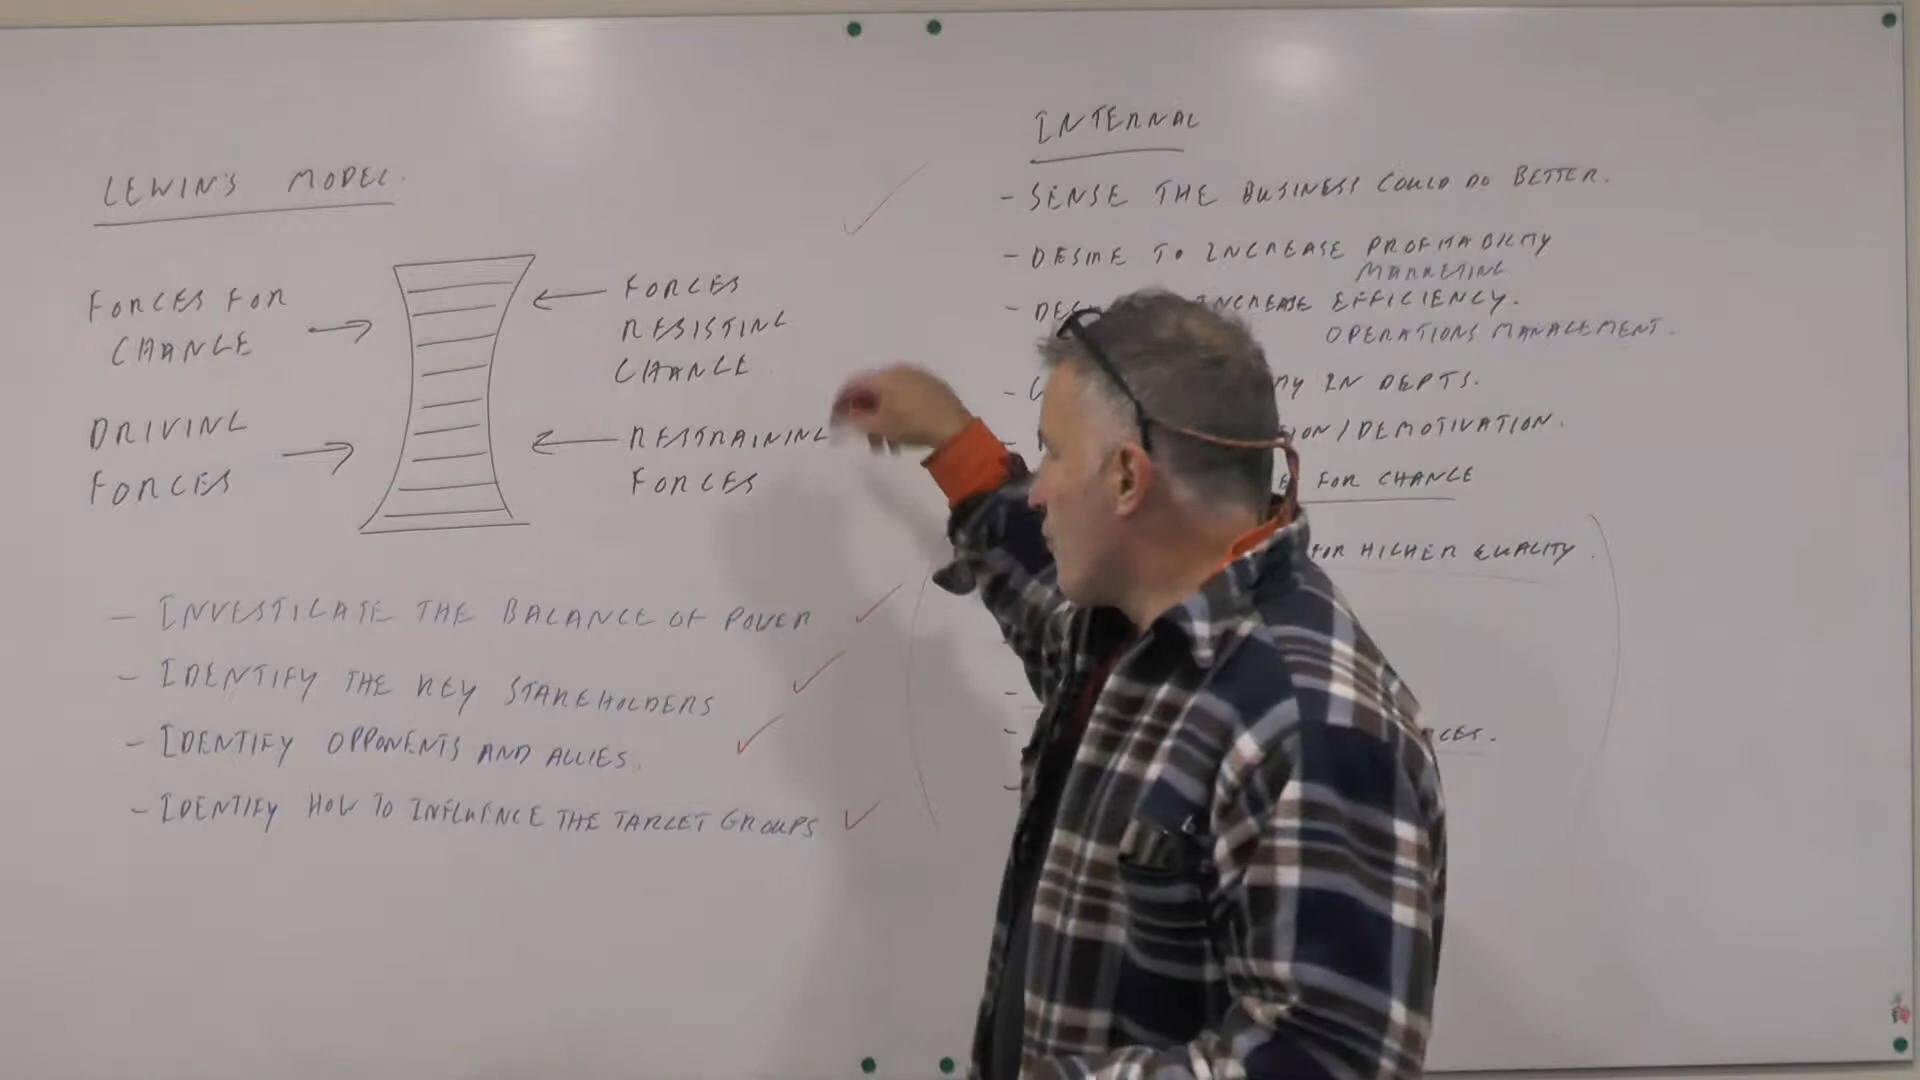 LEWIN'S MODEL.
FORCES FOR
CHANGE
DRIVING
FORCES
FORCES
RESISTING
CHANGE
RESTRAINING
FORCES
- INVESTIGATE THE BALANCE OF POWER
- IDENTIFY THE KEY STAKEHOLDERS
- IDENTIFY OPPONENTS AND ALLIES.
- IDENTIFY HOW TO INFLUENCE THE TARGET GROUPS
INTERNAL
- SENSE THE BUSINESS COULD DO BETTER.
- DESIRE TO INCREASE PROFITABILITY
MARKETING
- INCREASE EFFICIENCY.
OPERATIONS MANAGEMENT.
- IN DEPTS.
/DEMOTIVATION.
FOR CHANGE
FOR HIGHER QUALITY.